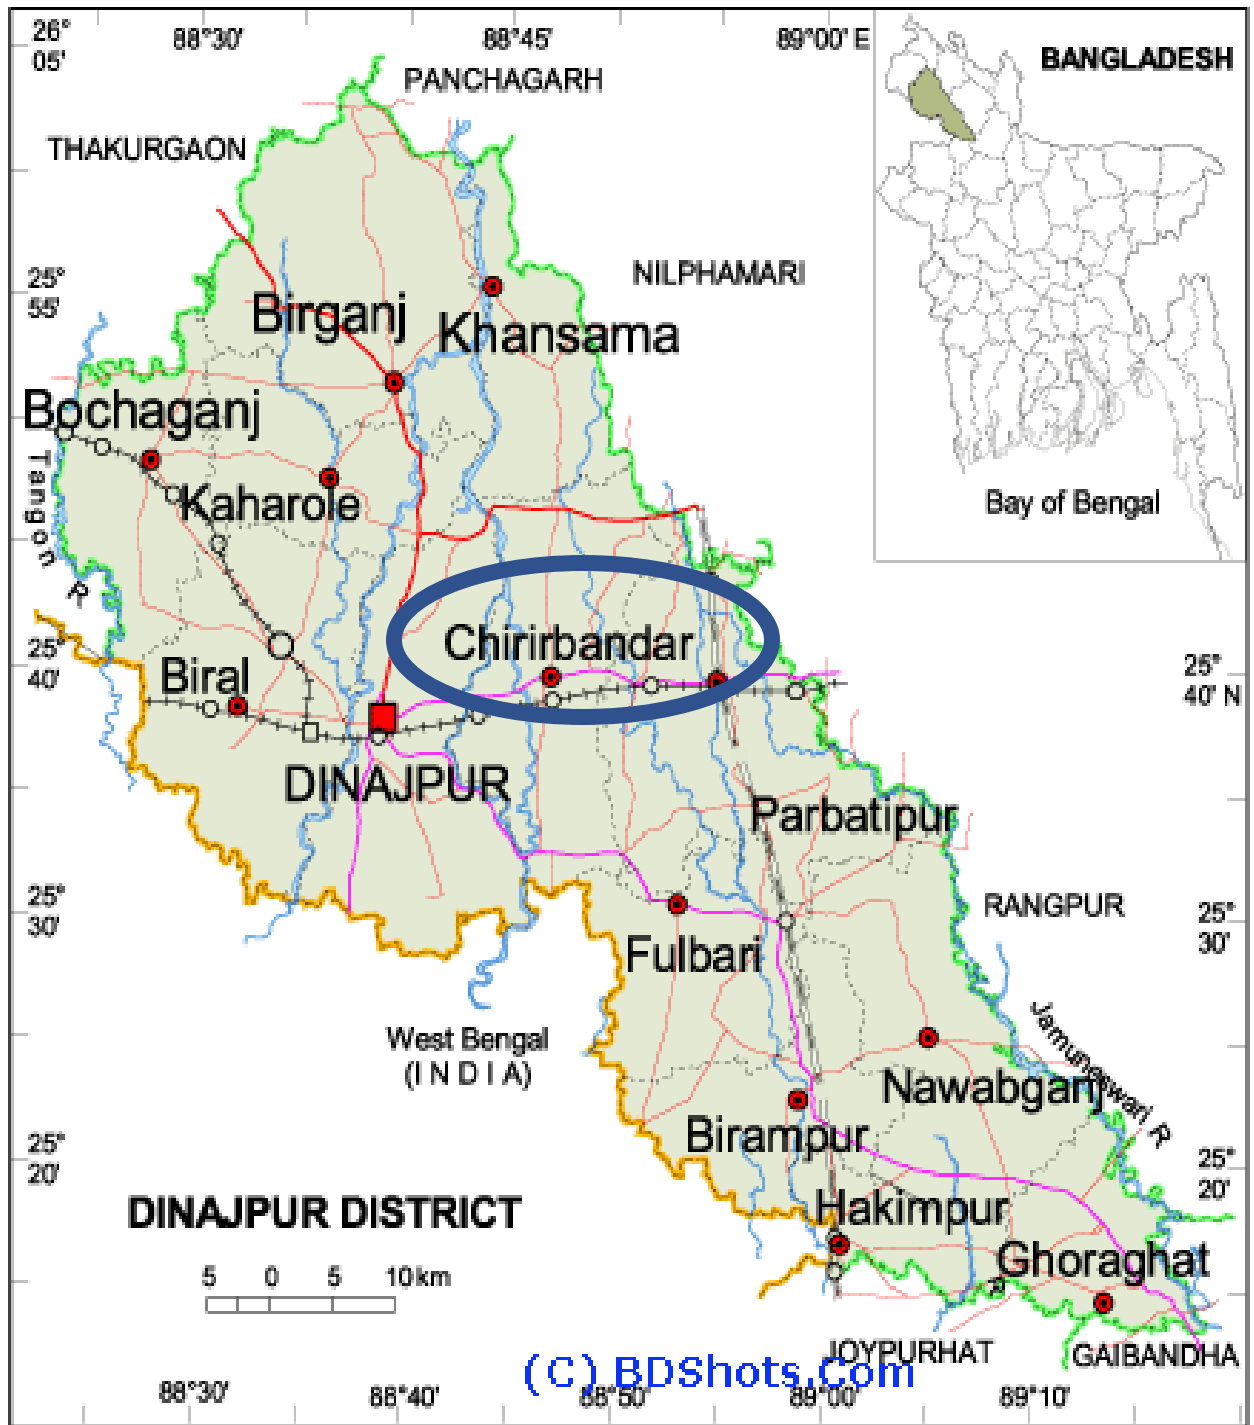 26°
05'
88°30'
88°45'
89°00' E
BANGLADESH
PANCHAGARH
THAKURGAON
NILPHAMARI
25°
55'
Birganj
Khansama
Bochaganj
Tangon
R
Kaharole
Bay of Bengal
25°
40'
Chirirbandar
25°
40' N
Biral
DINAJPUR
Parbatipur
25°
30'
RANGPUR
25°
30'
Fulbari
West Bengal
(I N D I A)
Jamuneswari R
Nawabganj
25°
20'
Birampur
25°
20'
DINAJPUR DISTRICT
Hakimpur
Ghoraghat
5 0 5 10km
R
JOYPURHAT
GAIBANDHA
(C) BDShots.Com
88°30'
88°40'
88°50'
89°00'
89°10'